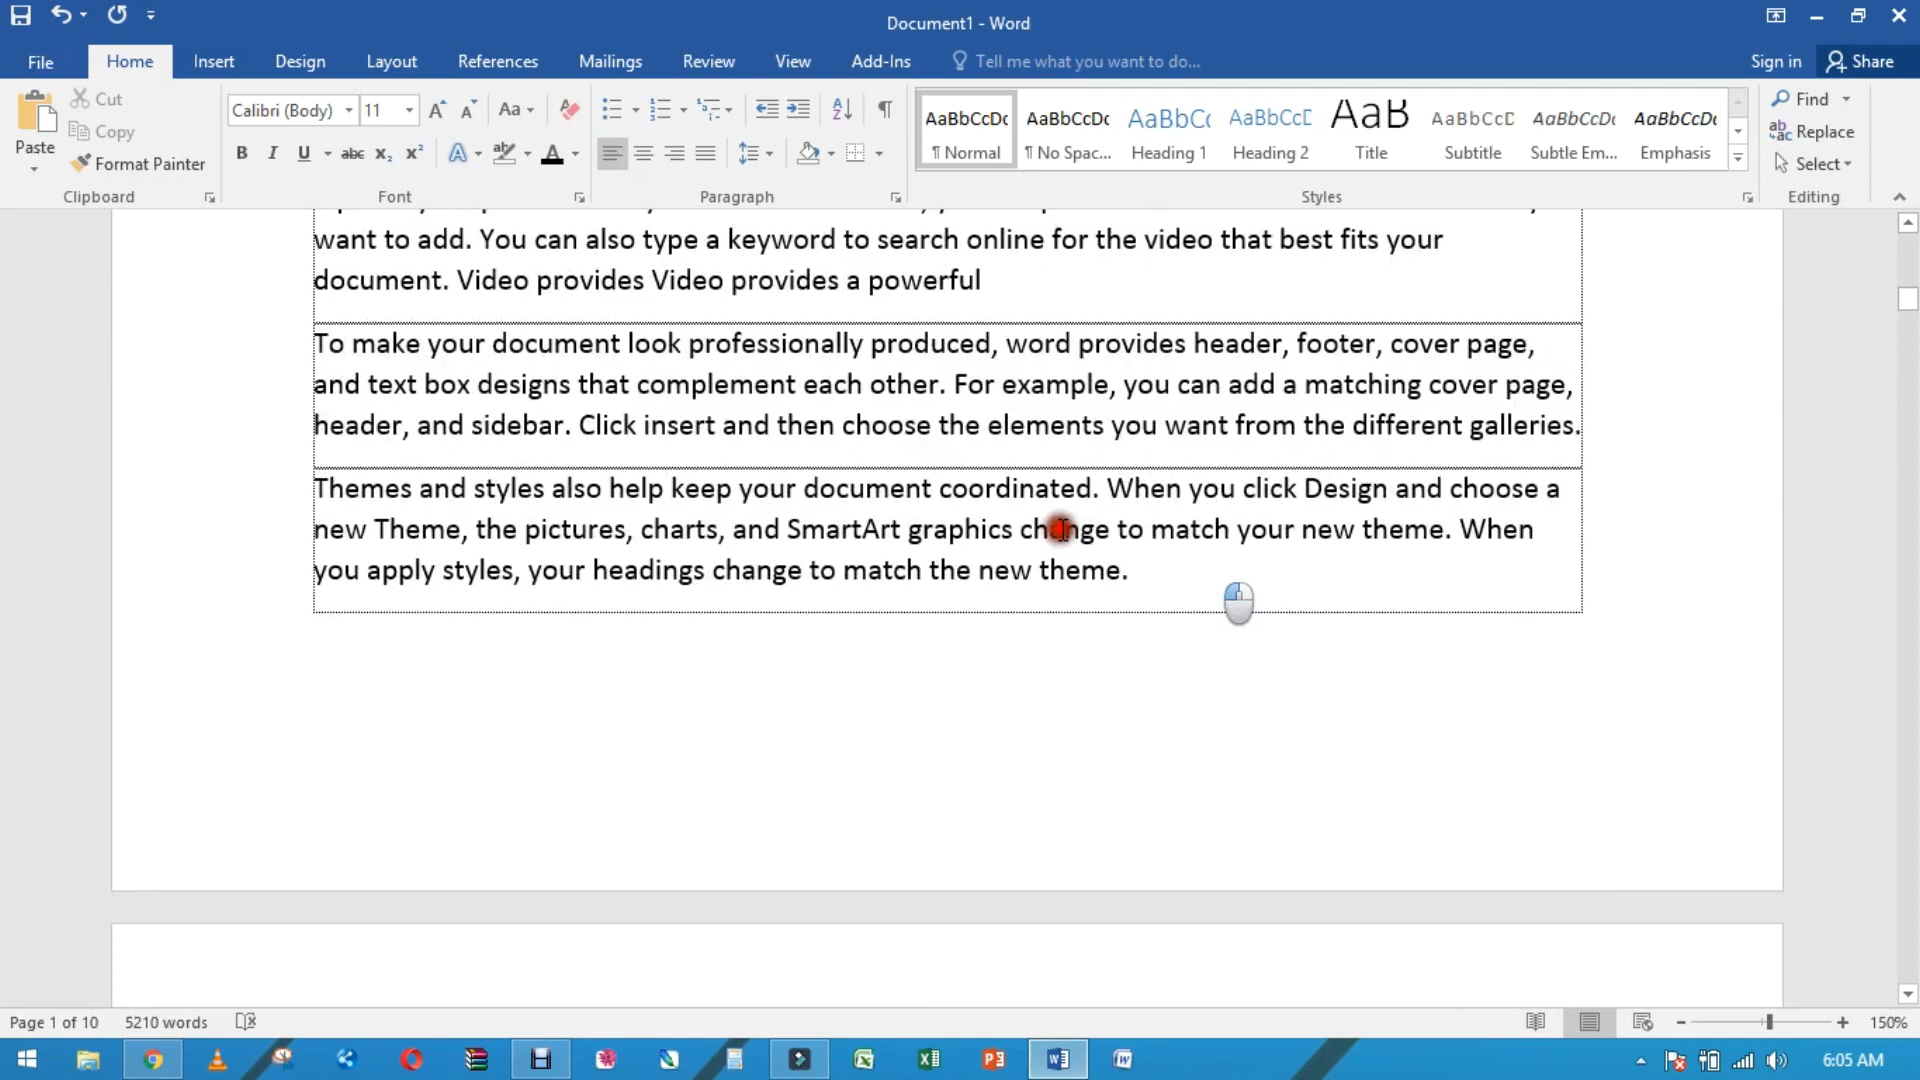 Document1 - Word
File Home Insert Design Layout References Mailings Review View Add-Ins Tell me what you want to do... Sign in Share
Cut
Copy
Format Painter
Paste
Clipboard
Calibri (Body) 11
Font
Paragraph
AaBbCcDc AaBbCcDc AaBbCc AaBbCcD AaB AaBbCcD AaBbCcDc AaBbCcDc
¶ Normal ¶ No Spac... Heading 1 Heading 2 Title Subtitle Subtle Em... Emphasis
Styles
Find
Replace
Select
Editing
want to add. You can also type a keyword to search online for the video that best fits your
document. Video provides Video provides a powerful
To make your document look professionally produced, word provides header, footer, cover page,
and text box designs that complement each other. For example, you can add a matching cover page,
header, and sidebar. Click insert and then choose the elements you want from the different galleries.
Themes and styles also help keep your document coordinated. When you click Design and choose a
new Theme, the pictures, charts, and SmartArt graphics change to match your new theme. When
you apply styles, your headings change to match the new theme.
Page 1 of 10 5210 words 150%
6:05 AM